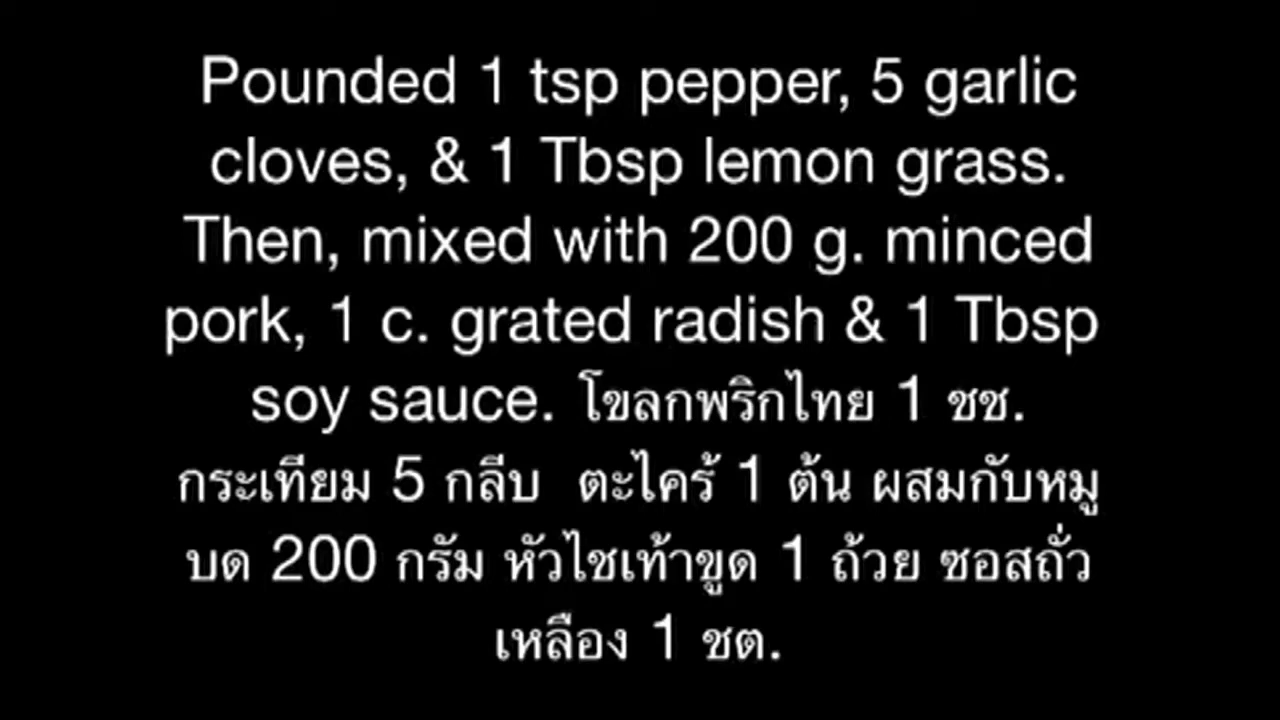 Pounded 1 tsp pepper, 5 garlic
cloves, & 1 Tbsp lemon grass.
Then, mixed with 200 g. minced
pork, 1 c. grated radish & 1 Tbsp
soy sauce. โขลกพริกไทย 1 ชช.
กระเทียม 5 กลีบ  ตะไคร้ 1 ต้น ผสมกับหมู
บด 200 กรัม หัวไชเท้าขูด 1 ถ้วย ซอสถั่ว
เหลือง 1 ชต.